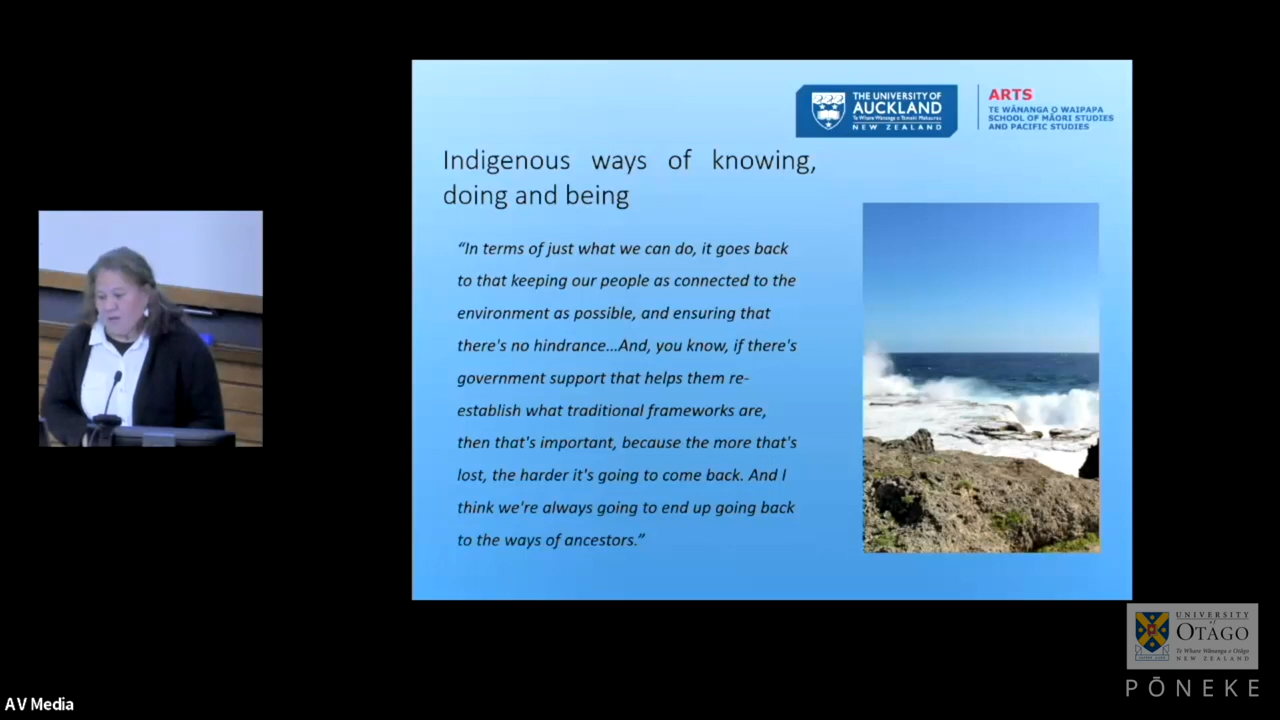 THE UNIVERSITY OF
AUCKLAND
Te Whare Wānanga o Tāmaki Makaurau
NEW ZEALAND
ARTS
TE WĀNANGA O WAIPAPA
SCHOOL OF MĀORI STUDIES
AND PACIFIC STUDIES
Indigenous ways of knowing,
doing and being
“In terms of just what we can do, it goes back
to that keeping our people as connected to the
environment as possible, and ensuring that
there's no hindrance...And, you know, if there's
government support that helps them re-
establish what traditional frameworks are,
then that's important, because the more that's
lost, the harder it's going to come back. And I
think we're always going to end up going back
to the ways of ancestors.”
UNIVERSITY
of
OTAGO
Te Whare Wānanga o Otāgo
NEW ZEALAND
PŌNEKE
AV Media